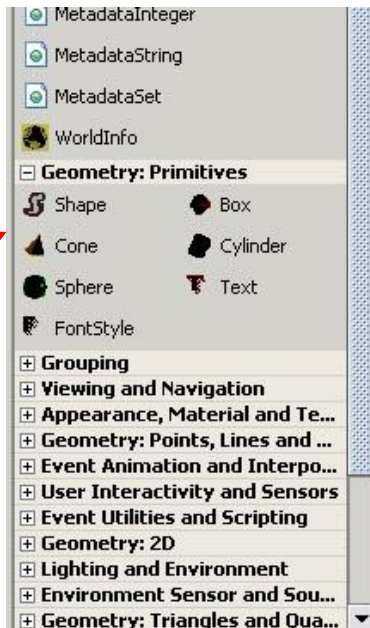 MetadataInteger
MetadataString
MetadataSet
WorldInfo
Geometry: Primitives
Shape Box
Cone Cylinder
Sphere Text
FontStyle
Grouping
Viewing and Navigation
Appearance, Material and Te...
Geometry: Points, Lines and ...
Event Animation and Interpo...
User Interactivity and Sensors
Event Utilities and Scripting
Geometry: 2D
Lighting and Environment
Environment Sensor and Sou...
Geometry: Triangles and Qua...